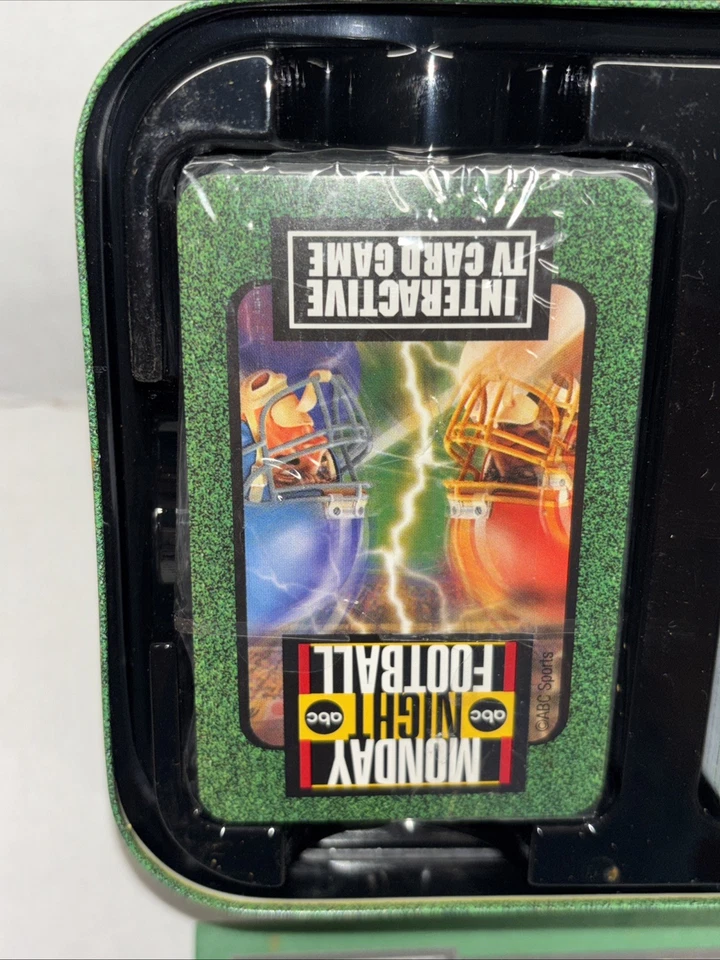 MONDAY
abc NIGHT abc
FOOTBALL
INTERACTIVE
TV CARD GAME
©ABC Sports